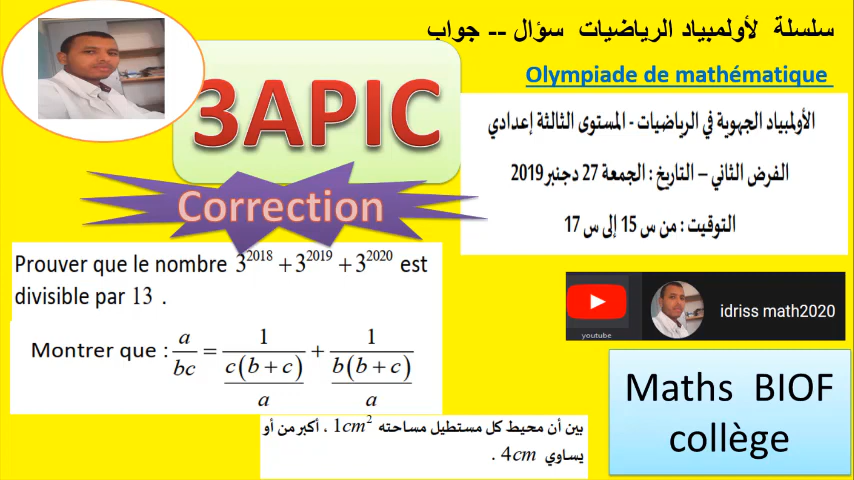 سلسلة لأولمبياد الرياضيات سؤال -- جواب
Olympiade de mathématique
3APIC
Correction
الأولمبياد الجهوية في الرياضيات - المستوى الثالثة إعدادي
الفرض الثاني – التاريخ : الجمعة 27 دجنبر 2019
التوقيت : من س 15 إلى س 17
Prouver que le nombre 3^2018 + 3^2019 + 3^2020 est
divisible par 13 .
Montrer que : a/bc = 1/(c(b+c)/a) + 1/(b(b+c)/a)
بين أن محيط كل مستطيل مساحته 1cm² ، أكبر من أو
يساوي 4cm .
youtube
idriss math2020
Maths BIOF
collège